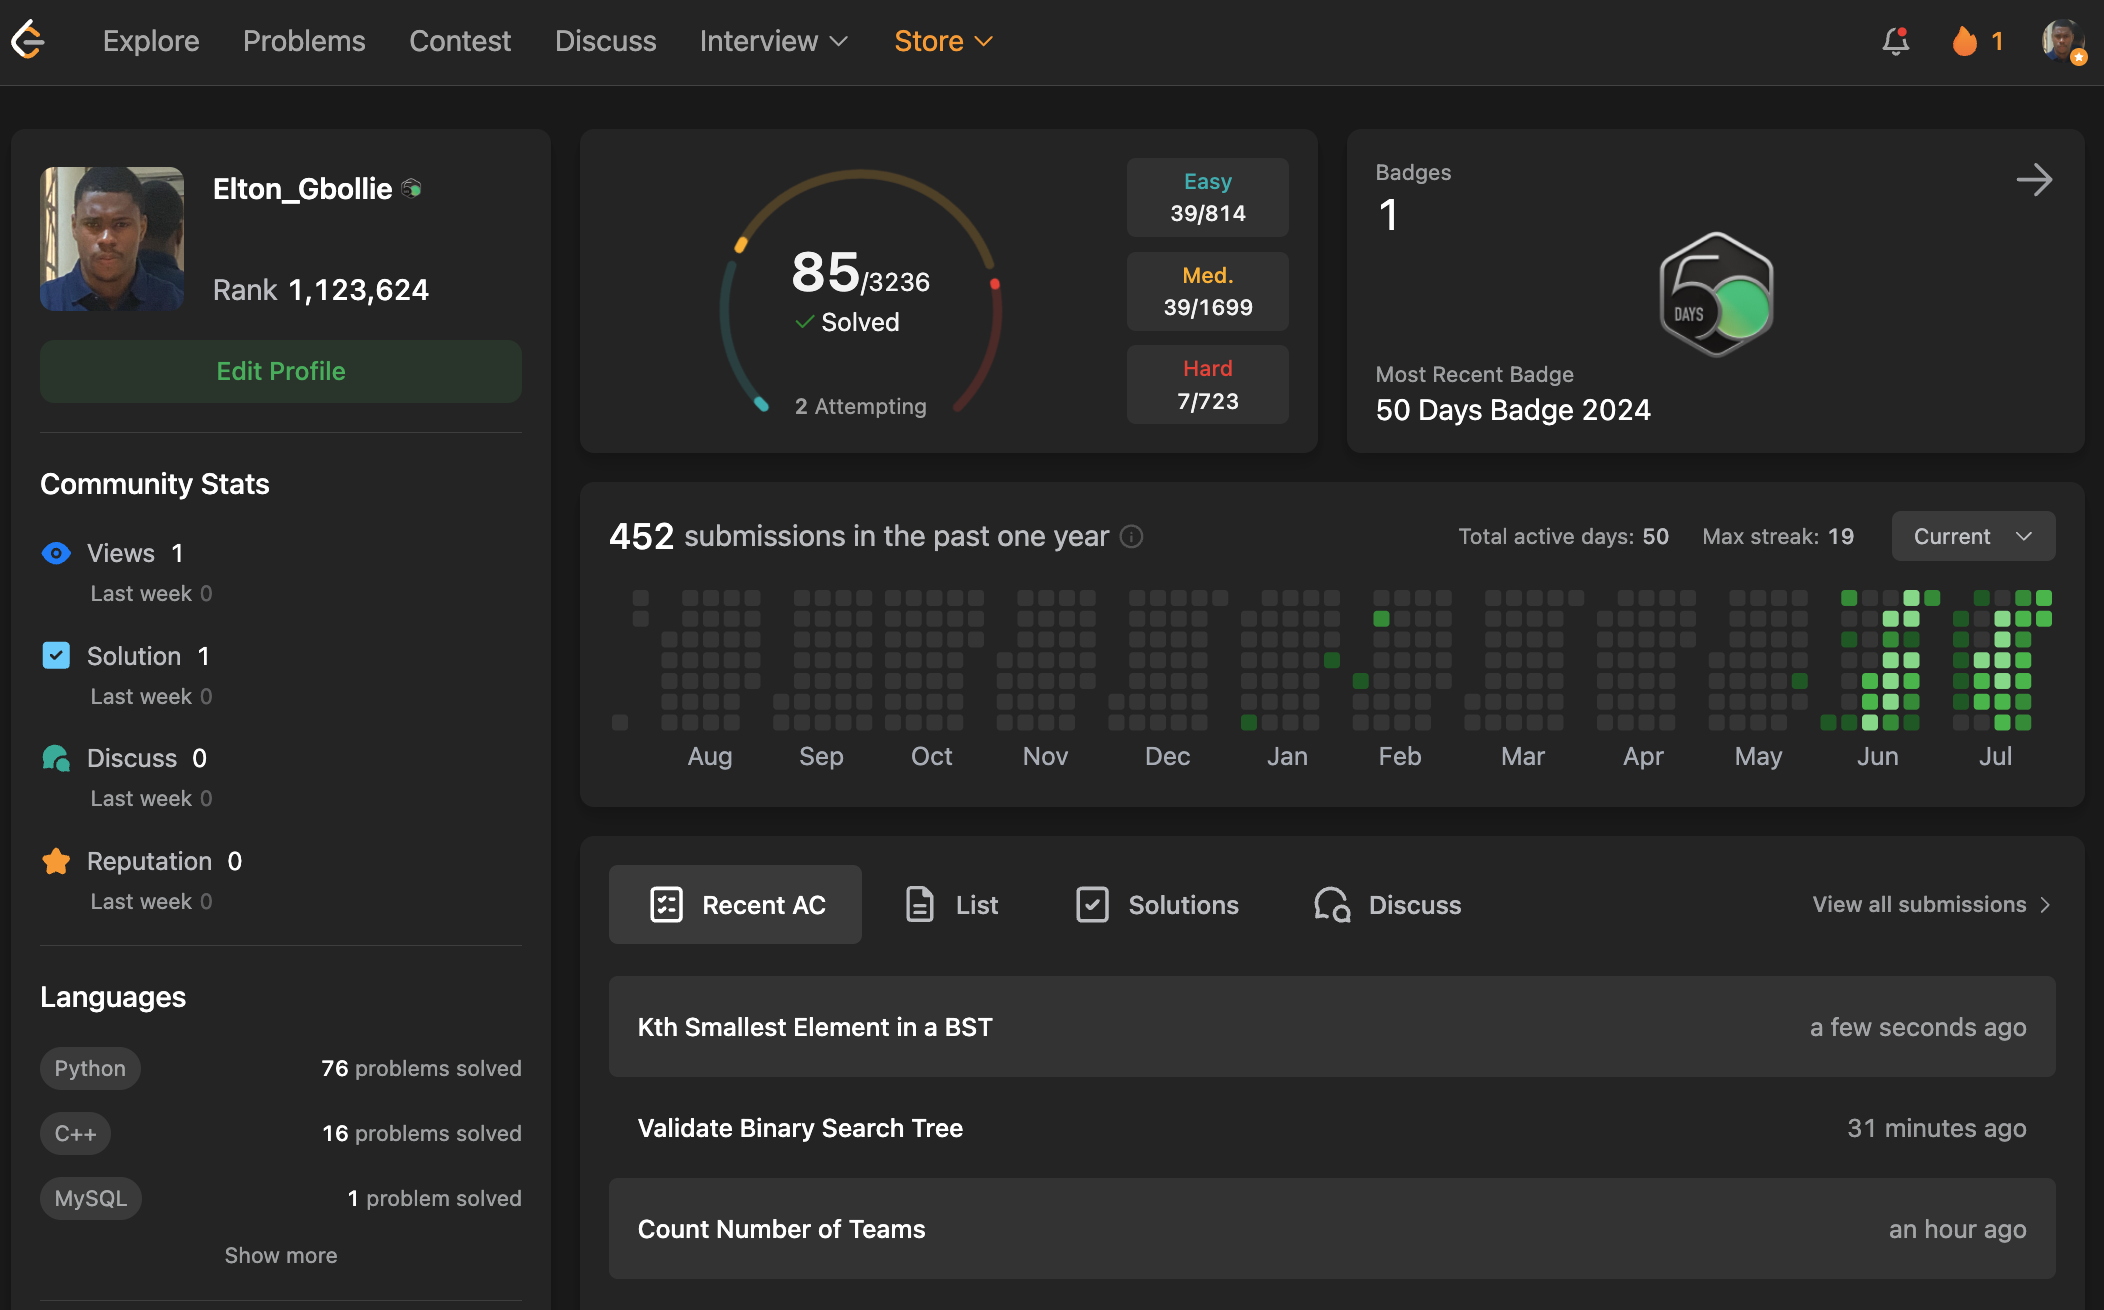 Explore Problems Contest Discuss Interview Store 1
Elton_Gbollie
Rank 1,123,624
Edit Profile
Community Stats
Views 1
Last week 0
Solution 1
Last week 0
Discuss 0
Last week 0
Reputation 0
Last week 0
Languages
Python 76 problems solved
C++ 16 problems solved
MySQL 1 problem solved
Show more
85/3236
Solved
2 Attempting
Easy
39/814
Med.
39/1699
Hard
7/723
Badges
1
50
DAYS
Most Recent Badge
50 Days Badge 2024
452 submissions in the past one year Total active days: 50 Max streak: 19 Current
Aug Sep Oct Nov Dec Jan Feb Mar Apr May Jun Jul
Recent AC List Solutions Discuss View all submissions
Kth Smallest Element in a BST a few seconds ago
Validate Binary Search Tree 31 minutes ago
Count Number of Teams an hour ago